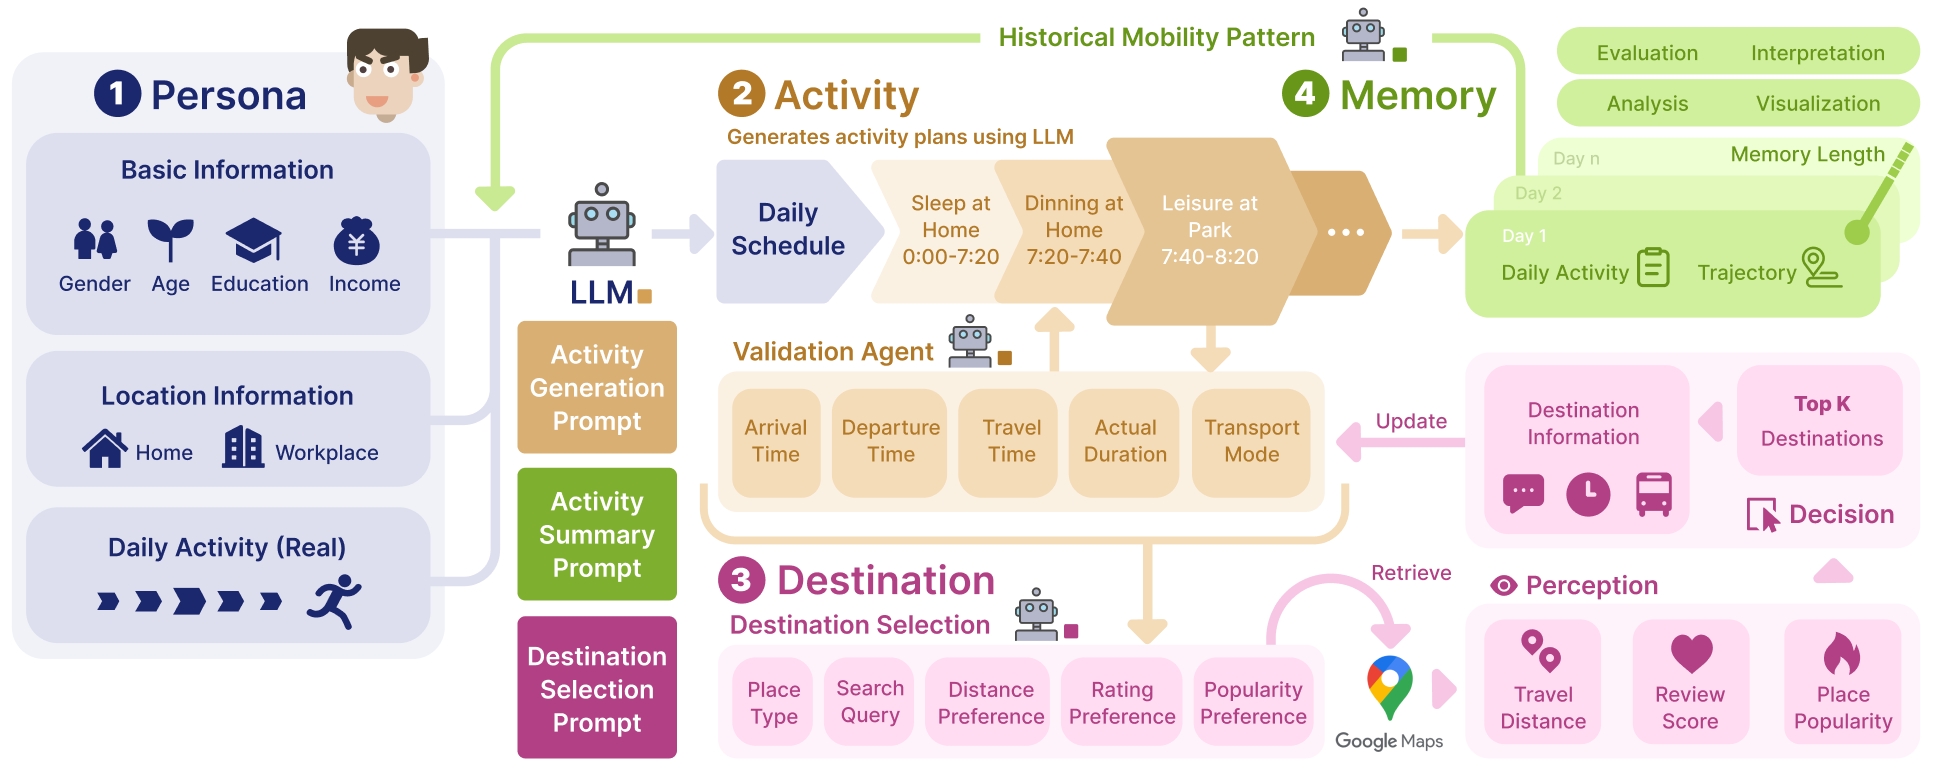 1 Persona
Basic Information
Gender Age Education Income
Location Information
Home Workplace
Daily Activity (Real)
Historical Mobility Pattern
LLM
Activity
Generation
Prompt
Activity
Summary
Prompt
Destination
Selection
Prompt
2 Activity
Generates activity plans using LLM
Daily
Schedule
Sleep at
Home
0:00-7:20
Dinning at
Home
7:20-7:40
Leisure at
Park
7:40-8:20
...
Validation Agent
Arrival
Time
Departure
Time
Travel
Time
Actual
Duration
Transport
Mode
3 Destination
Destination Selection
Place
Type
Search
Query
Distance
Preference
Rating
Preference
Popularity
Preference
Retrieve
Google Maps
Perception
Travel
Distance
Review
Score
Place
Popularity
Decision
Top K
Destinations
Destination
Information
Update
4 Memory
Evaluation Interpretation
Analysis Visualization
Memory Length
Day n
Day 2
Day 1
Daily Activity Trajectory